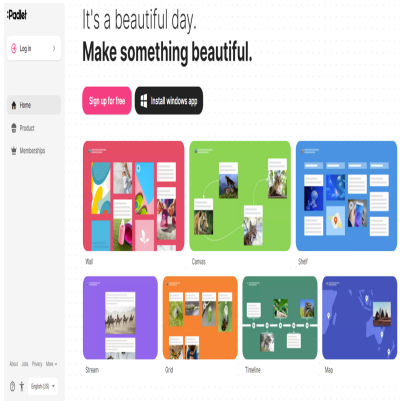 :Padlet
Log in
Home
Product
Memberships
About Jobs Privacy More
English (US)
It's a beautiful day.
Make something beautiful.
Sign up for free
Install windows app
Wall
Canvas
Shelf
Stream
Grid
Timeline
Map